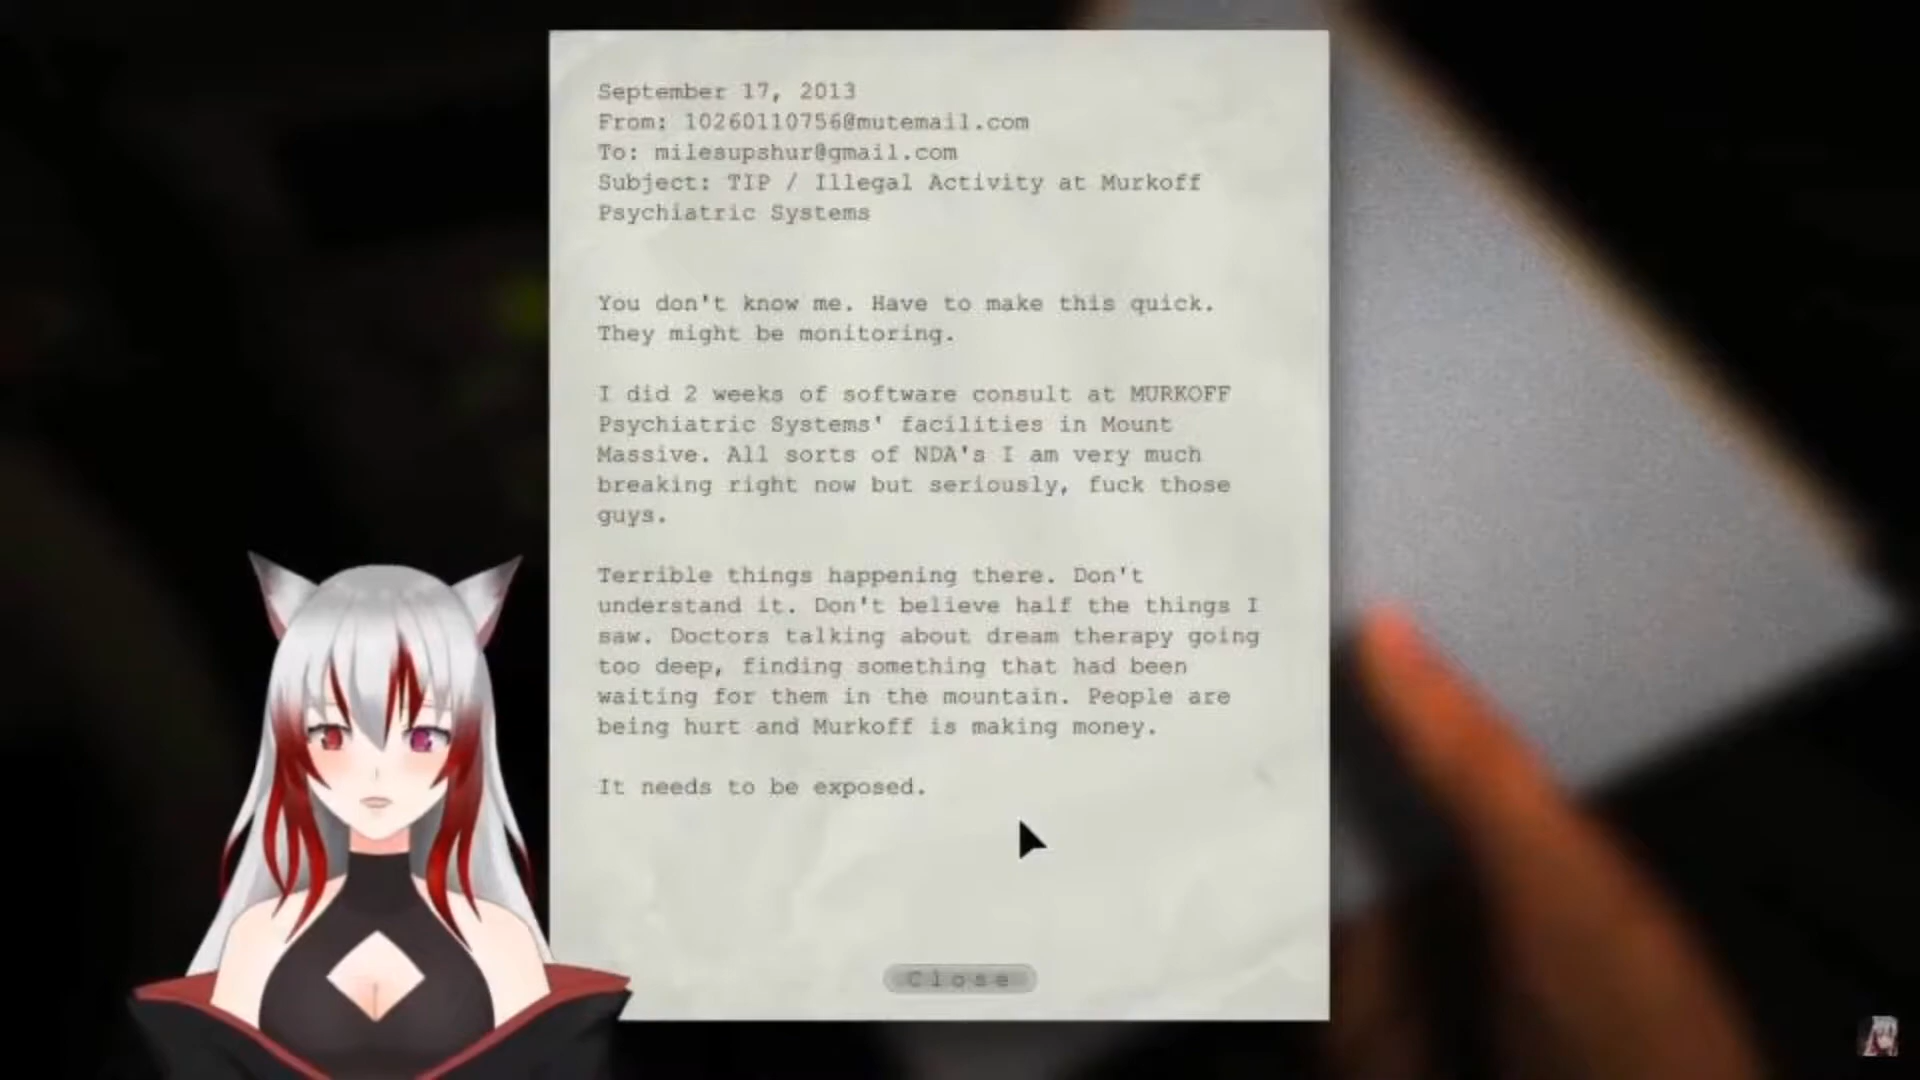 September 17, 2013
From: 10260110756@mutemail.com
To: milesupshur@gmail.com
Subject: TIP / Illegal Activity at Murkoff
Psychiatric Systems
You don't know me. Have to make this quick.
They might be monitoring.
I did 2 weeks of software consult at MURKOFF
Psychiatric Systems' facilities in Mount
Massive. All sorts of NDA's I am very much
breaking right now but seriously, fuck those
guys.
Terrible things happening there. Don't
understand it. Don't believe half the things I
saw. Doctors talking about dream therapy going
too deep, finding something that had been
waiting for them in the mountain. People are
being hurt and Murkoff is making money.
It needs to be exposed.
Close